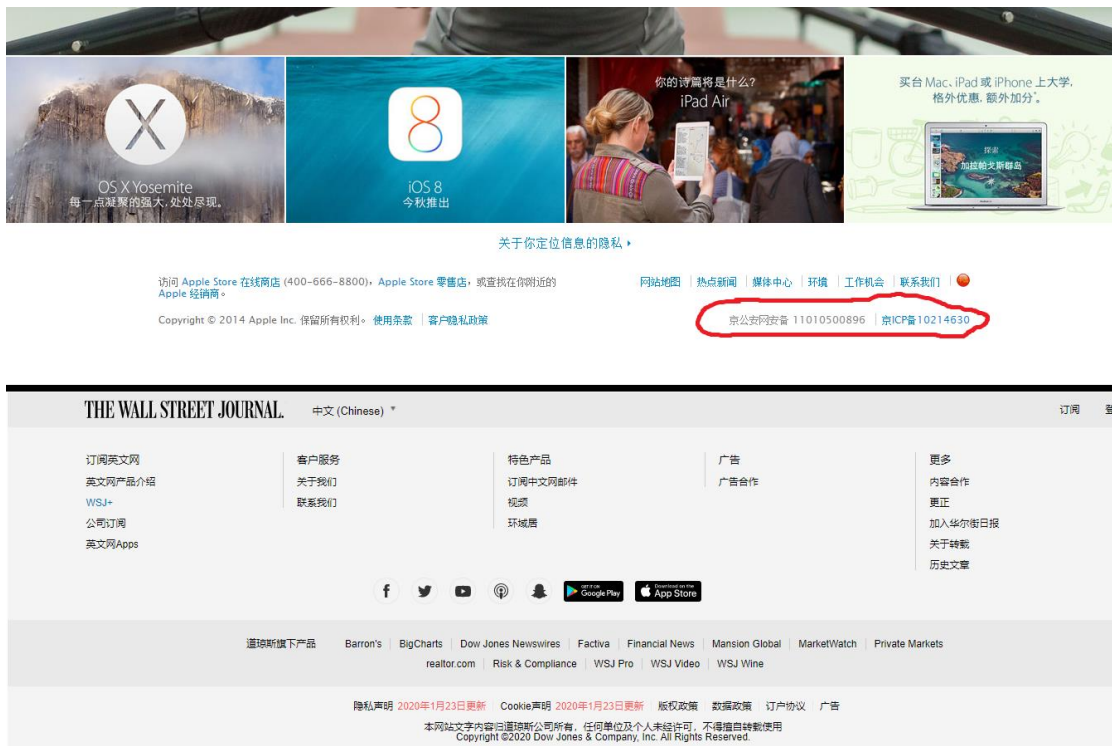 OS X Yosemite
每一点凝聚的强大,处处尽现。
iOS 8
今秋推出
你的诗篇将是什么?
iPad Air
买台 Mac、iPad 或 iPhone 上大学,
格外优惠, 额外加分*。
探索
加拉帕戈斯群岛
关于你定位信息的隐私
访问 Apple Store 在线商店 (400-666-8800),Apple Store 零售店,或查找在你附近的
Apple 经销商。
网站地图 热点新闻 媒体中心 环境 工作机会 联系我们
Copyright © 2014 Apple Inc. 保留所有权利。 使用条款 客户隐私政策
京公安网安备 11010500896 京ICP备10214630
THE WALL STREET JOURNAL. 中文 (Chinese) 订阅
订阅英文网 客户服务 特色产品 广告 更多
英文网产品介绍 关于我们 订阅中文网邮件 广告合作 内容合作
WSJ+ 联系我们 视频 更正
公司订阅 环域居 加入华尔街日报
英文网Apps 关于转载
历史文章
GET IT ON
Google Play
Download on the
App Store
道琼斯旗下产品 Barron's BigCharts Dow Jones Newswires Factiva Financial News Mansion Global MarketWatch Private Markets
realtor.com Risk & Compliance WSJ Pro WSJ Video WSJ Wine
隐私声明 2020年1月23日更新 Cookie声明 2020年1月23日更新 版权政策 数据政策 订户协议 广告
本网站文字内容归道琼斯公司所有,任何单位及个人未经许可,不得擅自转载使用
Copyright ©2020 Dow Jones & Company, Inc. All Rights Reserved.